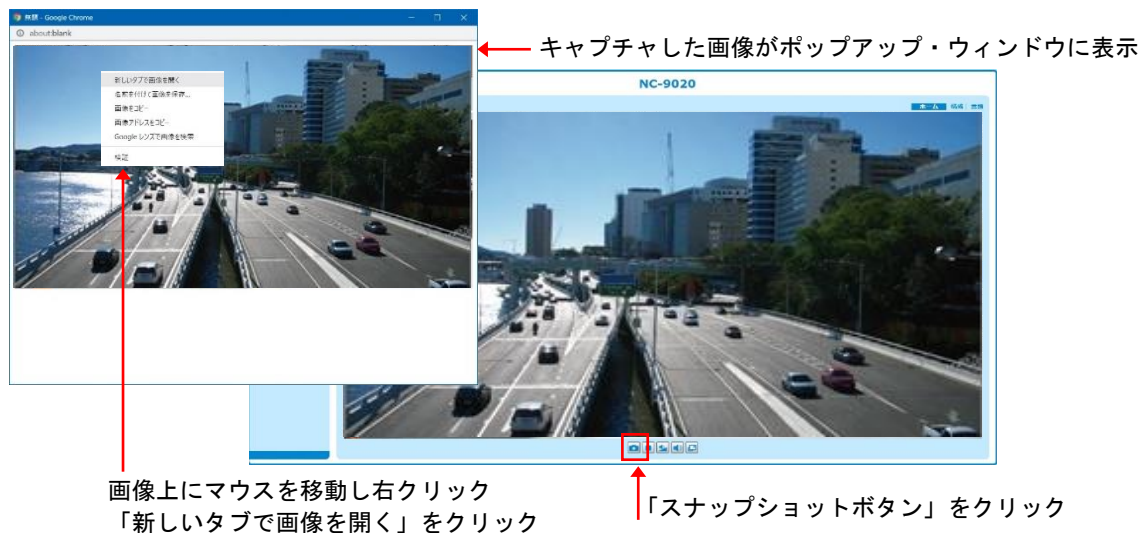 無題 - Google Chrome
about:blank
キャプチャした画像がポップアップ・ウィンドウに表示
NC-9020
ホーム
新しいタブで画像を開く
名前を付けて画像を保存...
画像をコピー
画像アドレスをコピー
Google レンズで画像を検索
検証
画像上にマウスを移動し右クリック
「新しいタブで画像を開く」をクリック
「スナップショットボタン」をクリック